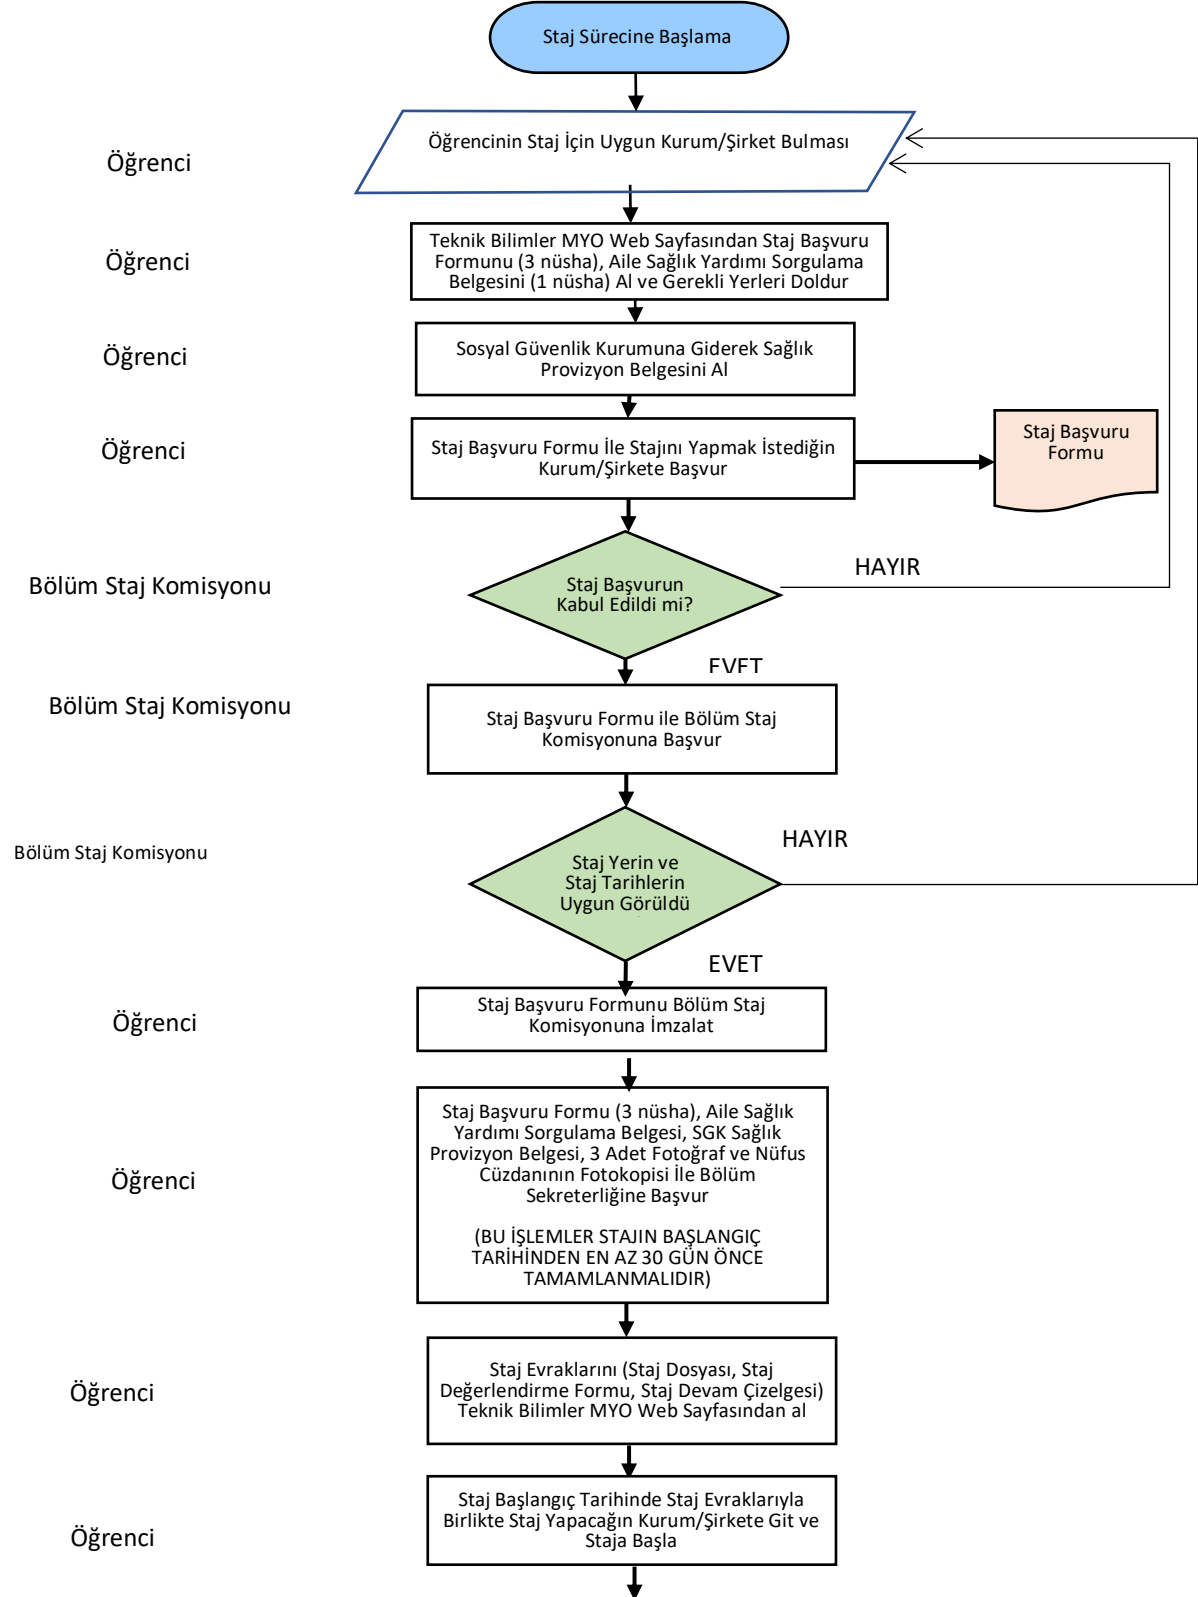 Staj Sürecine Başlama
Öğrenci
Öğrencinin Staj İçin Uygun Kurum/Şirket Bulması
Öğrenci
Teknik Bilimler MYO Web Sayfasından Staj Başvuru
Formunu (3 nüsha), Aile Sağlık Yardımı Sorgulama
Belgesini (1 nüsha) Al ve Gerekli Yerleri Doldur
Öğrenci
Sosyal Güvenlik Kurumuna Giderek Sağlık
Provizyon Belgesini Al
Öğrenci
Staj Başvuru Formu İle Stajını Yapmak İstediğin
Kurum/Şirkete Başvur
Staj Başvuru
Formu
Bölüm Staj Komisyonu
Staj Başvurun
Kabul Edildi mi?
HAYIR
EVET
Bölüm Staj Komisyonu
Staj Başvuru Formu ile Bölüm Staj
Komisyonuna Başvur
Bölüm Staj Komisyonu
Staj Yerin ve
Staj Tarihlerin
Uygun Görüldü
HAYIR
EVET
Öğrenci
Staj Başvuru Formunu Bölüm Staj
Komisyonuna İmzalat
Öğrenci
Staj Başvuru Formu (3 nüsha), Aile Sağlık
Yardımı Sorgulama Belgesi, SGK Sağlık
Provizyon Belgesi, 3 Adet Fotoğraf ve Nüfus
Cüzdanının Fotokopisi İle Bölüm
Sekreterliğine Başvur
(BU İŞLEMLER STAJIN BAŞLANGIÇ
TARİHİNDEN EN AZ 30 GÜN ÖNCE
TAMAMLANMALIDIR)
Öğrenci
Staj Evraklarını (Staj Dosyası, Staj
Değerlendirme Formu, Staj Devam Çizelgesi)
Teknik Bilimler MYO Web Sayfasından al
Öğrenci
Staj Başlangıç Tarihinde Staj Evraklarıyla
Birlikte Staj Yapacağın Kurum/Şirkete Git ve
Staja Başla